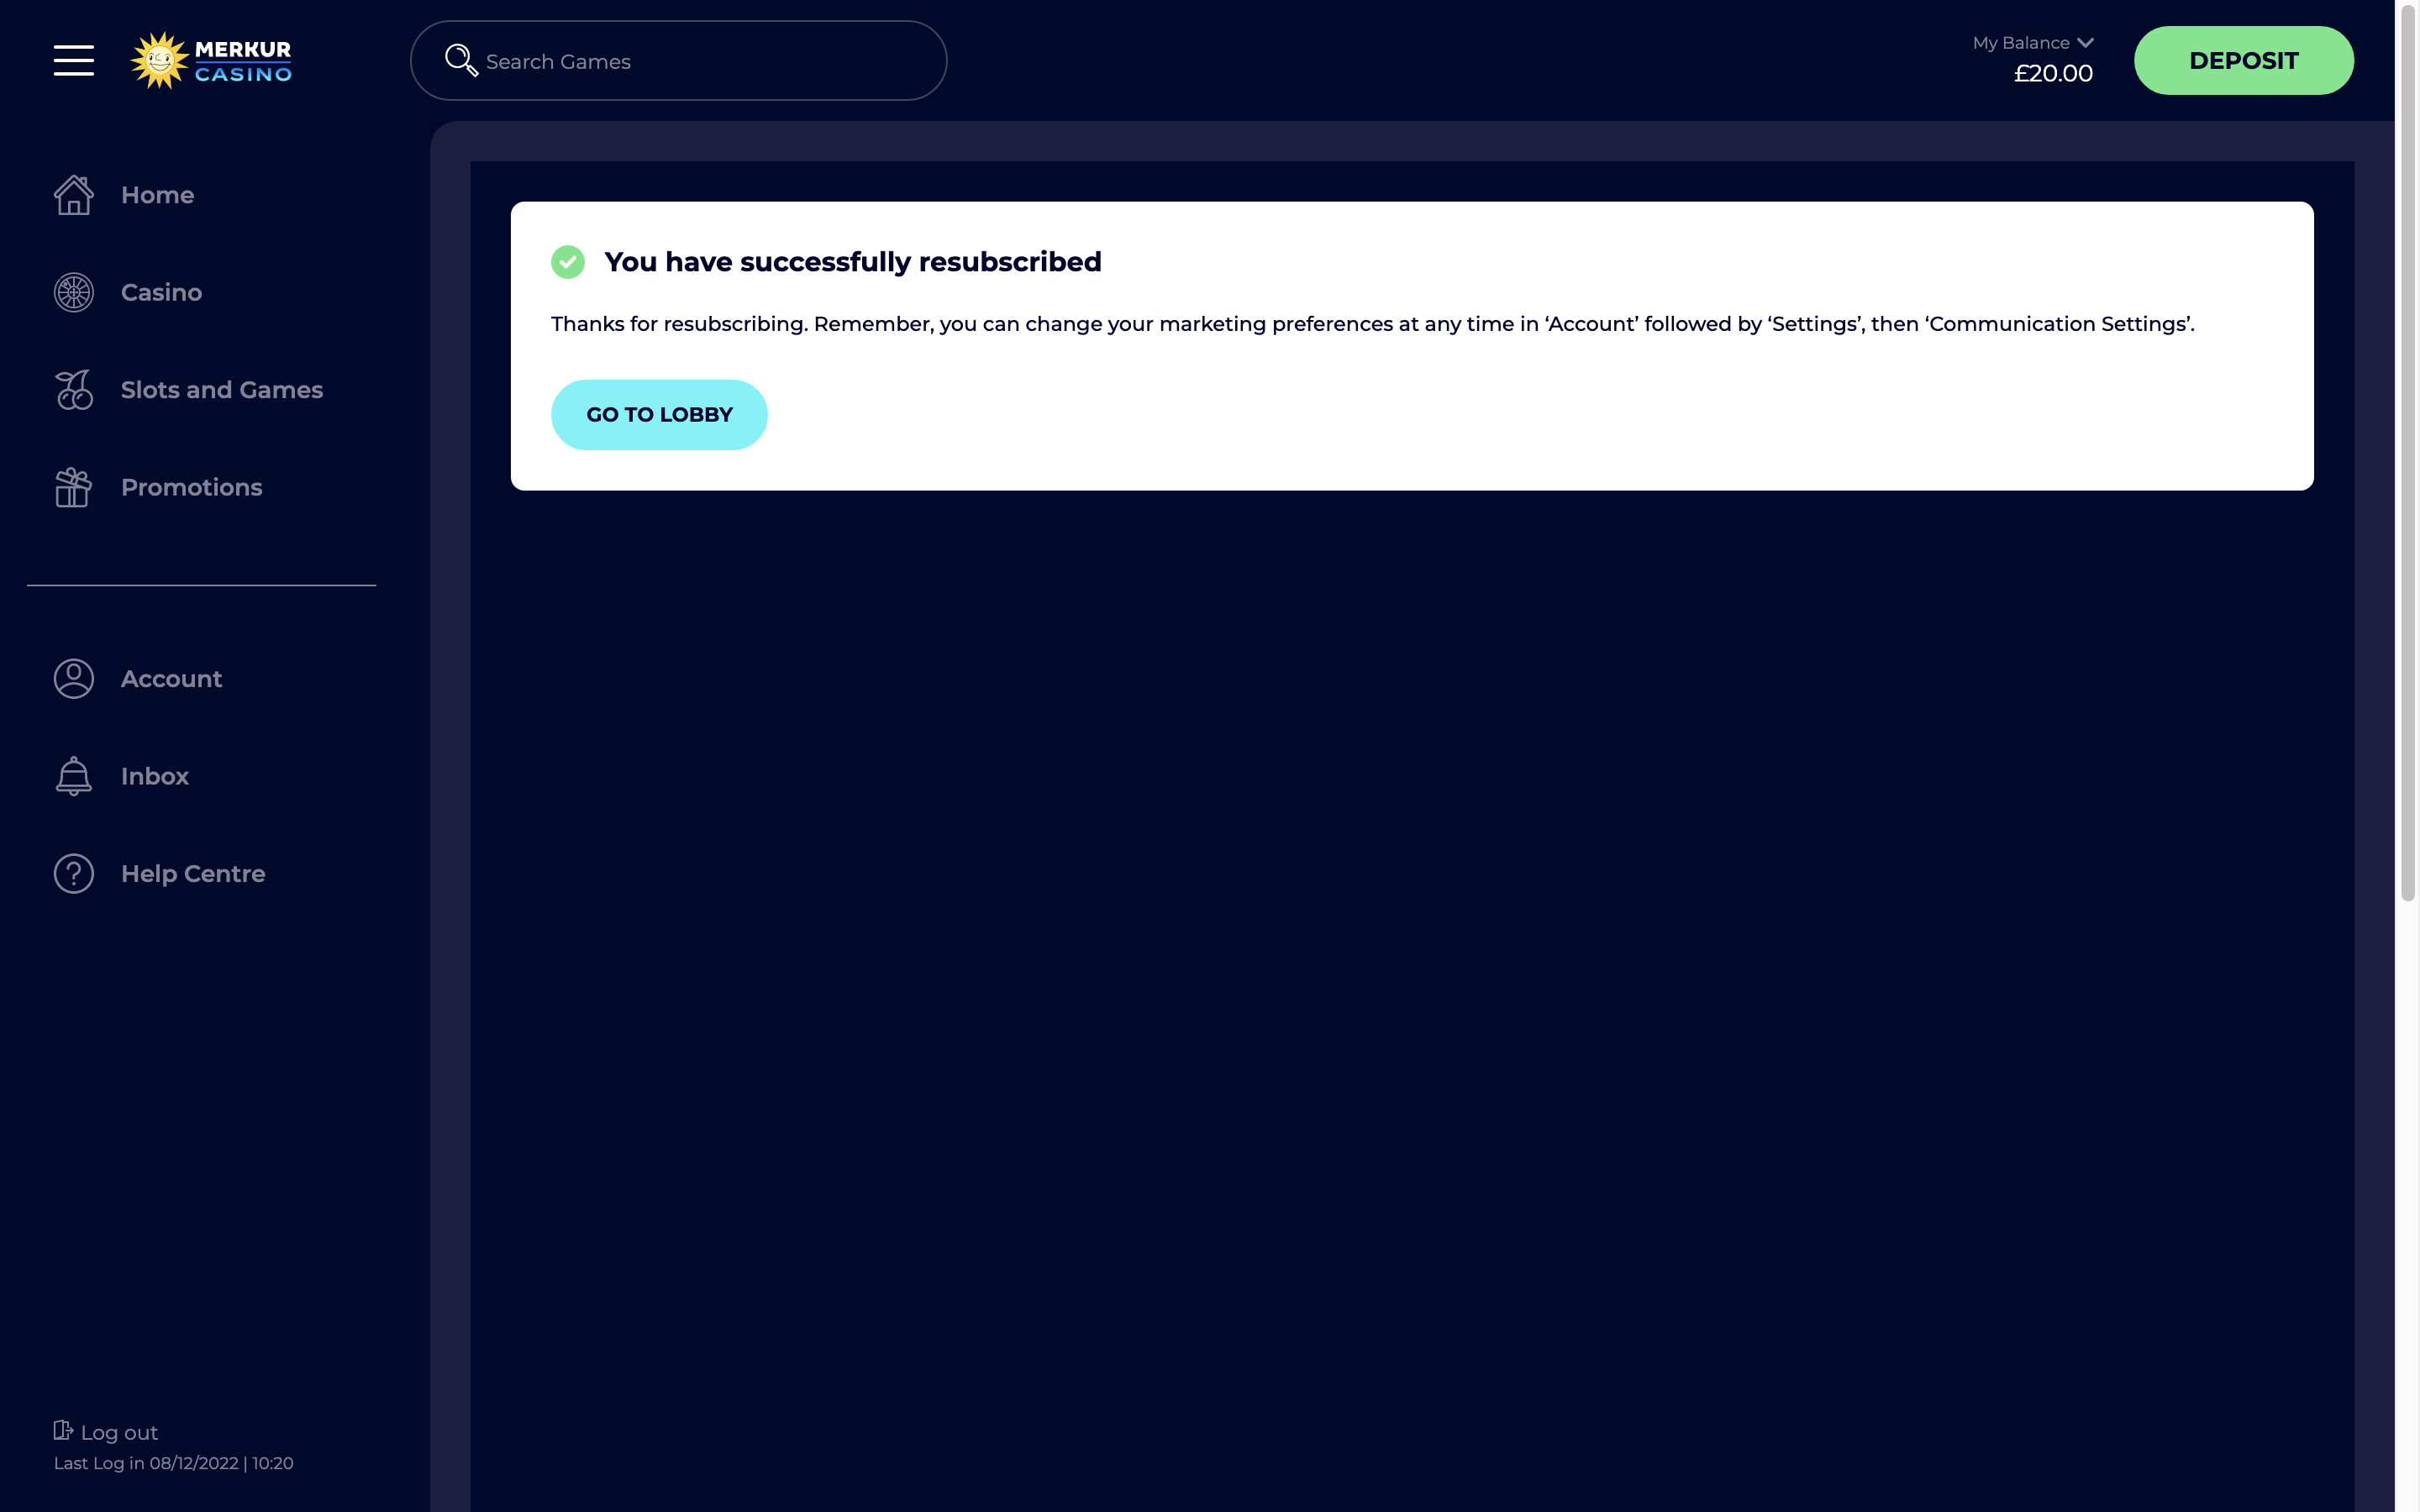 MERKUR
CASINO
Search Games
My Balance
£20.00
DEPOSIT
Home
Casino
Slots and Games
Promotions
Account
Inbox
Help Centre
Log out
Last Log in 08/12/2022 | 10:20
You have successfully resubscribed
Thanks for resubscribing. Remember, you can change your marketing preferences at any time in ‘Account’ followed by ‘Settings’, then ‘Communication Settings’.
GO TO LOBBY